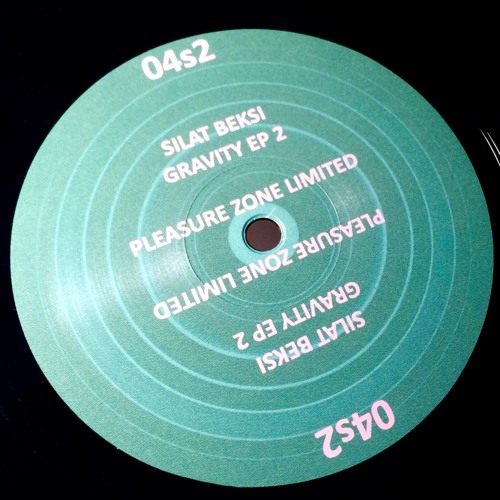 04s2
SILAT BEKSI
GRAVITY EP 2
PLEASURE ZONE LIMITED
PLEASURE ZONE LIMITED
GRAVITY EP 2
SILAT BEKSI
04s2